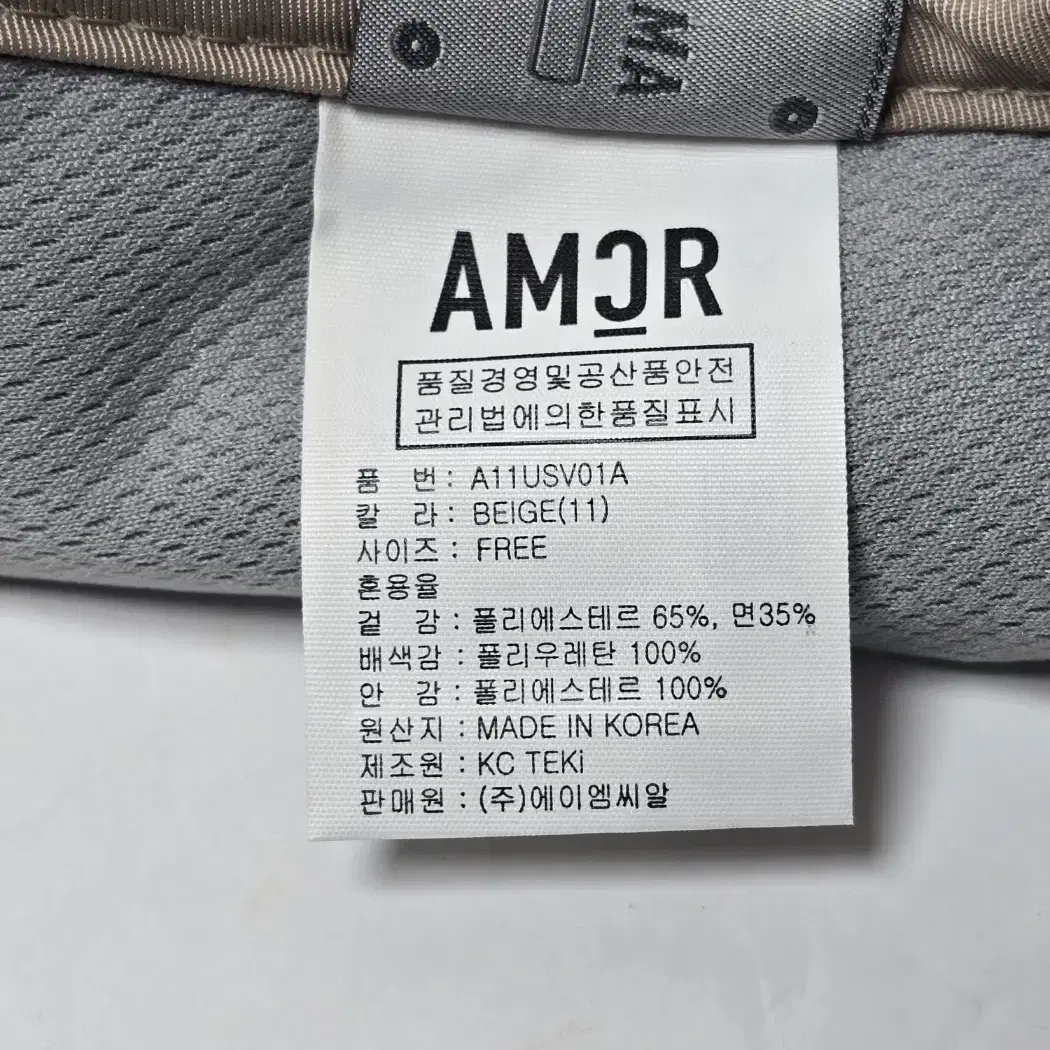 MA
AMCR
품질경영및공산품안전
관리법에의한품질표시
품 번 : A11USV01A
칼 라 : BEIGE(11)
사이즈 : FREE
혼용율
겉 감 : 폴리에스테르 65%, 면35%
배색감 : 폴리우레탄 100%
안 감 : 폴리에스테르 100%
원산지 : MADE IN KOREA
제조원 : KC TEKi
판매원 : (주)에이엠씨알